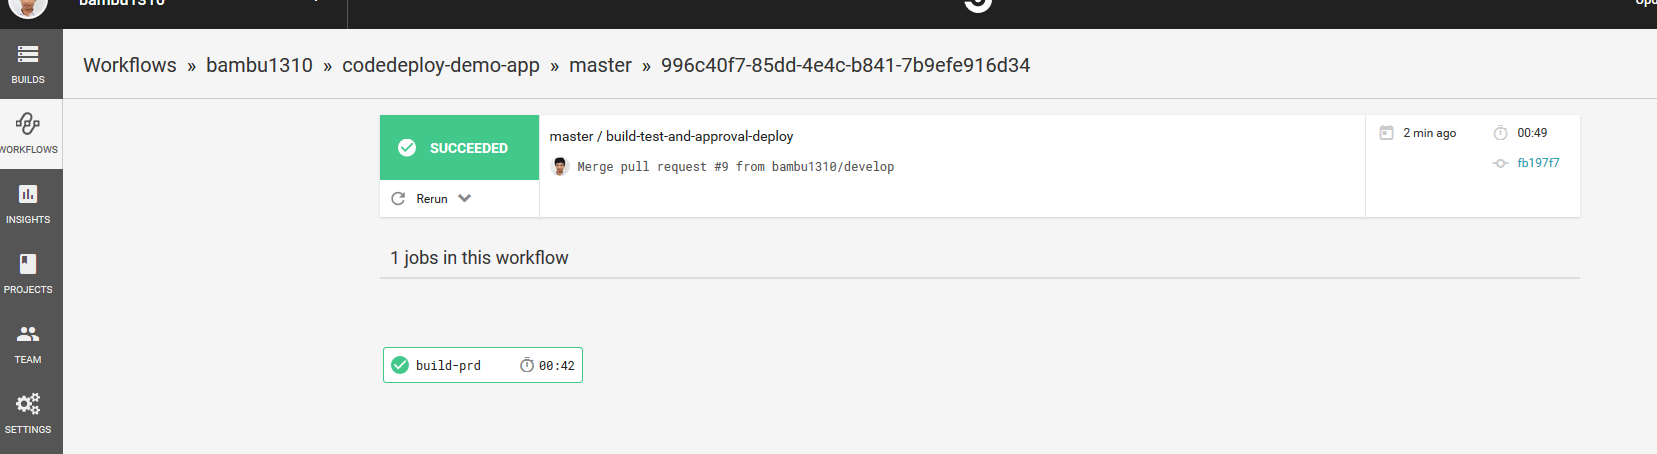 bambu1310
BUILDS
WORKFLOWS
INSIGHTS
PROJECTS
TEAM
SETTINGS
Workflows » bambu1310 » codedeploy-demo-app » master » 996c40f7-85dd-4e4c-b841-7b9efe916d34
SUCCEEDED
Rerun
master / build-test-and-approval-deploy
Merge pull request #9 from bambu1310/develop
2 min ago
00:49
fb197f7
1 jobs in this workflow
build-prd
00:42